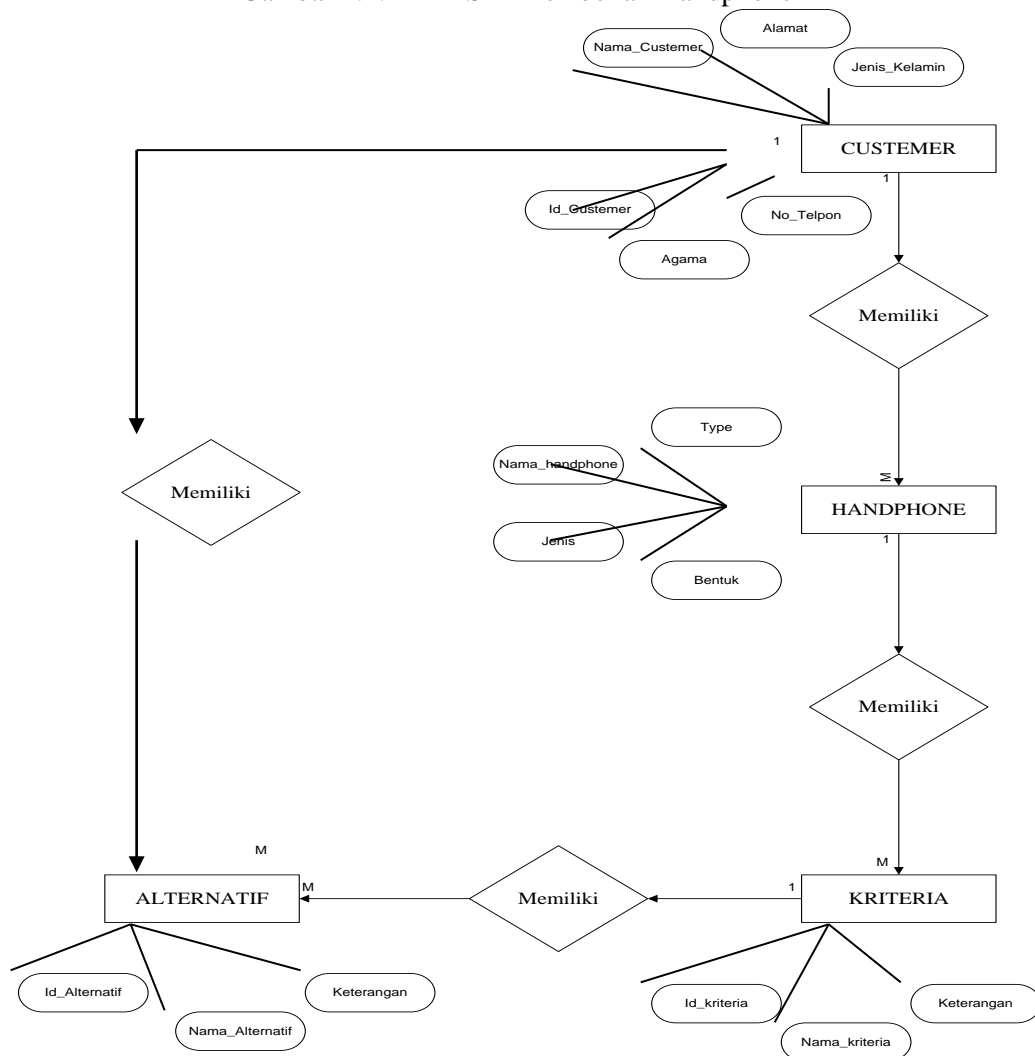 Alamat
Nama_Custemer
Jenis_Kelamin
1
CUSTEMER
1
Id_Custemer
No_Telpon
Agama
Memiliki
Type
Nama_handphone
Memiliki
M
HANDPHONE
1
Jenis
Bentuk
Memiliki
M
M
M
1
ALTERNATIF
Memiliki
KRITERIA
Id_Alternatif
Keterangan
Id_kriteria
Keterangan
Nama_Alternatif
Nama_kriteria